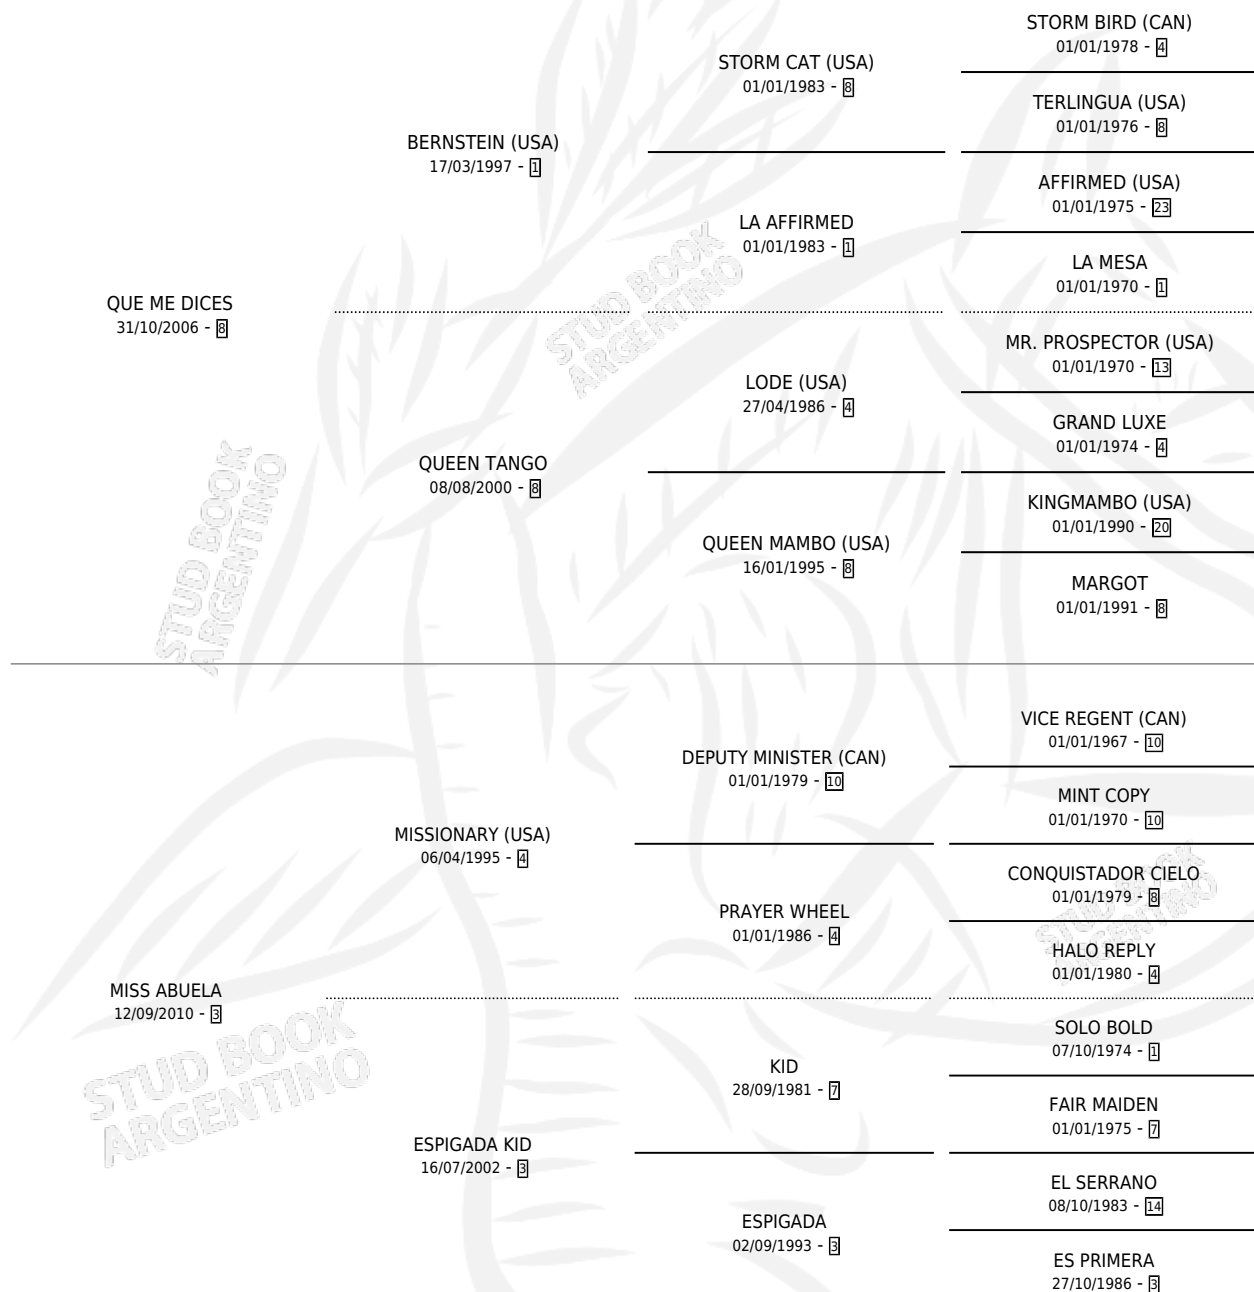 STORM BIRD (CAN)
01/01/1978 - 4
STORM CAT (USA)
01/01/1983 - 8
TERLINGUA (USA)
01/01/1976 - 8
BERNSTEIN (USA)
17/03/1997 - 1
AFFIRMED (USA)
01/01/1975 - 23
LA AFFIRMED
01/01/1983 - 1
LA MESA
01/01/1970 - 1
QUE ME DICES
31/10/2006 - 8
MR. PROSPECTOR (USA)
01/01/1970 - 13
LODE (USA)
27/04/1986 - 4
GRAND LUXE
01/01/1974 - 4
QUEEN TANGO
08/08/2000 - 8
KINGMAMBO (USA)
01/01/1990 - 20
QUEEN MAMBO (USA)
16/01/1995 - 8
MARGOT
01/01/1991 - 8
STUD BOOK
ARGENTINO
STUD BOOK
ARGENTINO
VICE REGENT (CAN)
01/01/1967 - 10
DEPUTY MINISTER (CAN)
01/01/1979 - 10
MINT COPY
01/01/1970 - 10
MISSIONARY (USA)
06/04/1995 - 4
CONQUISTADOR CIELO
01/01/1979 - 8
PRAYER WHEEL
01/01/1986 - 4
HALO REPLY
01/01/1980 - 4
MISS ABUELA
12/09/2010 - 3
SOLO BOLD
07/10/1974 - 1
KID
28/09/1981 - 7
FAIR MAIDEN
01/01/1975 - 7
ESPIGADA KID
16/07/2002 - 3
EL SERRANO
08/10/1983 - 14
ESPIGADA
02/09/1993 - 3
ES PRIMERA
27/10/1986 - 3
STUD BOOK
ARGENTINO
STUD BOOK
ARGENTINO